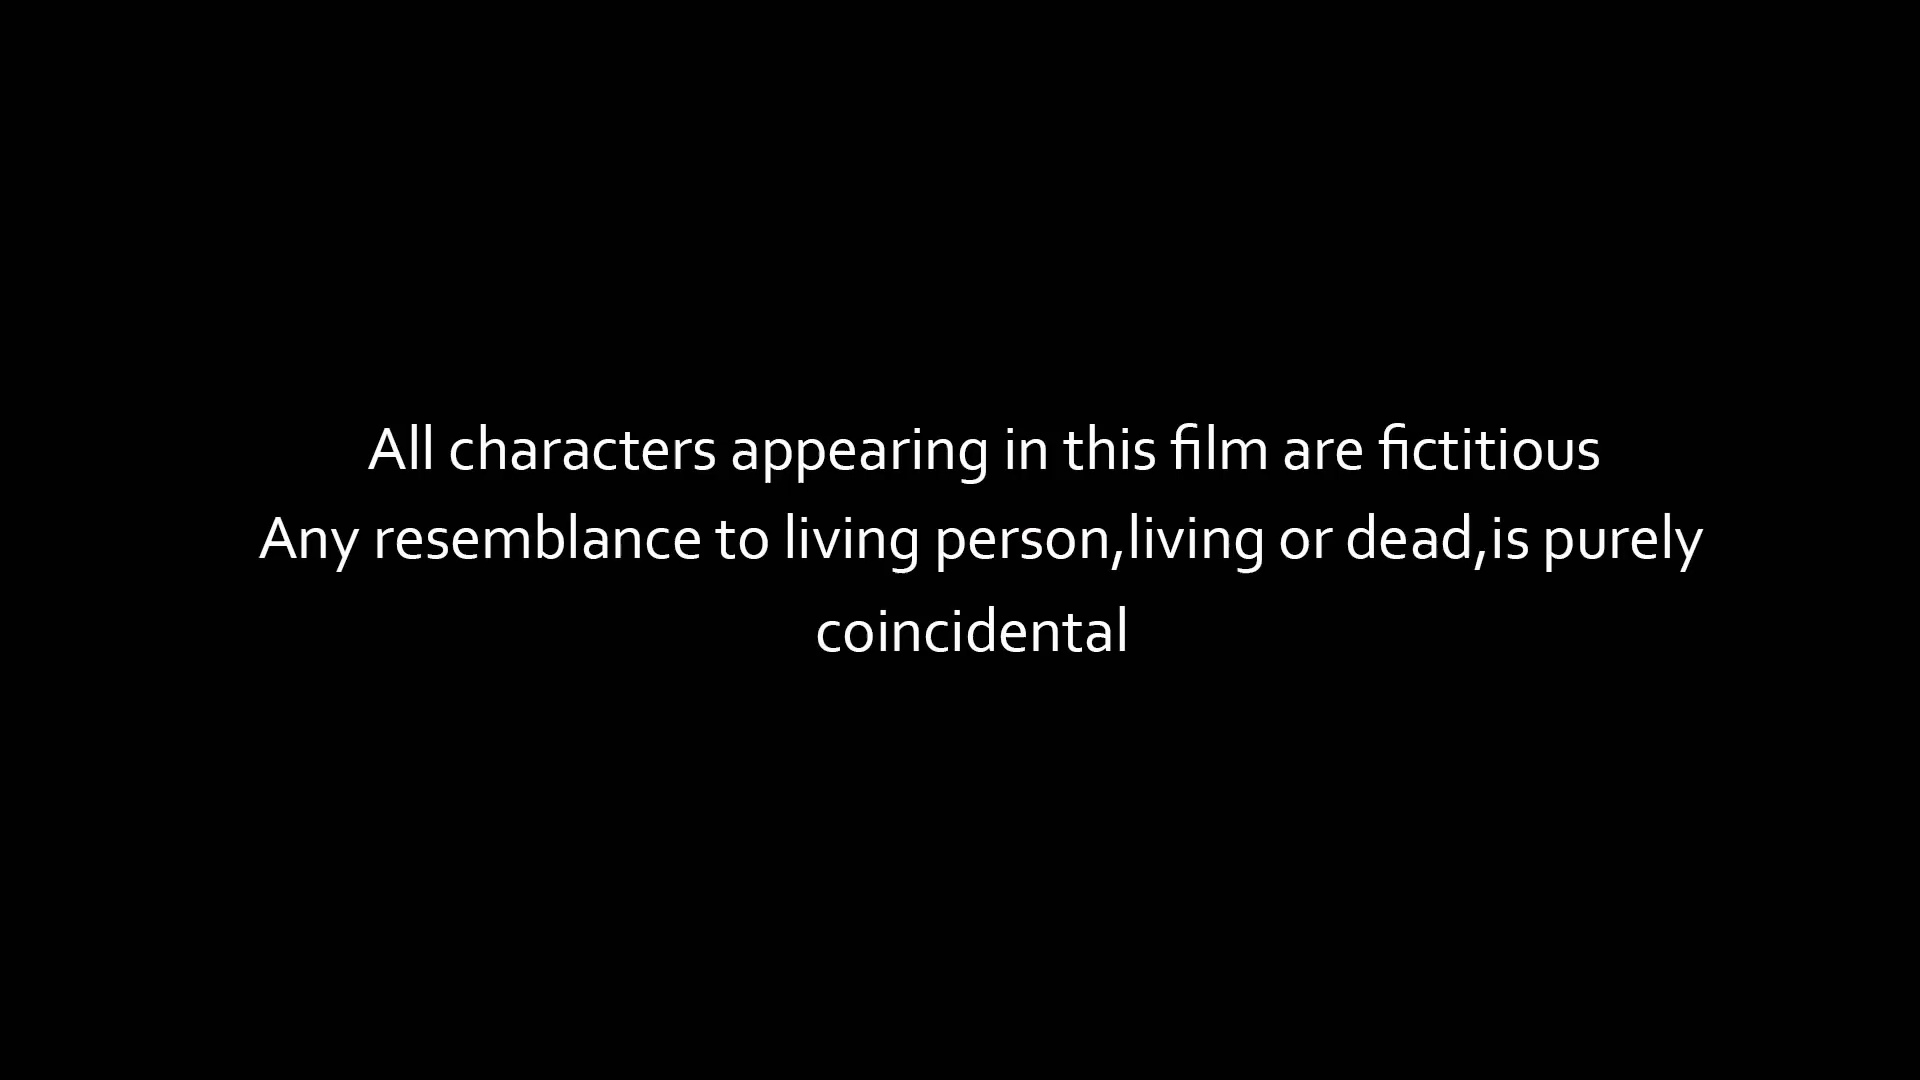 All characters appearing in this film are fictitious
Any resemblance to living person,living or dead,is purely
coincidental